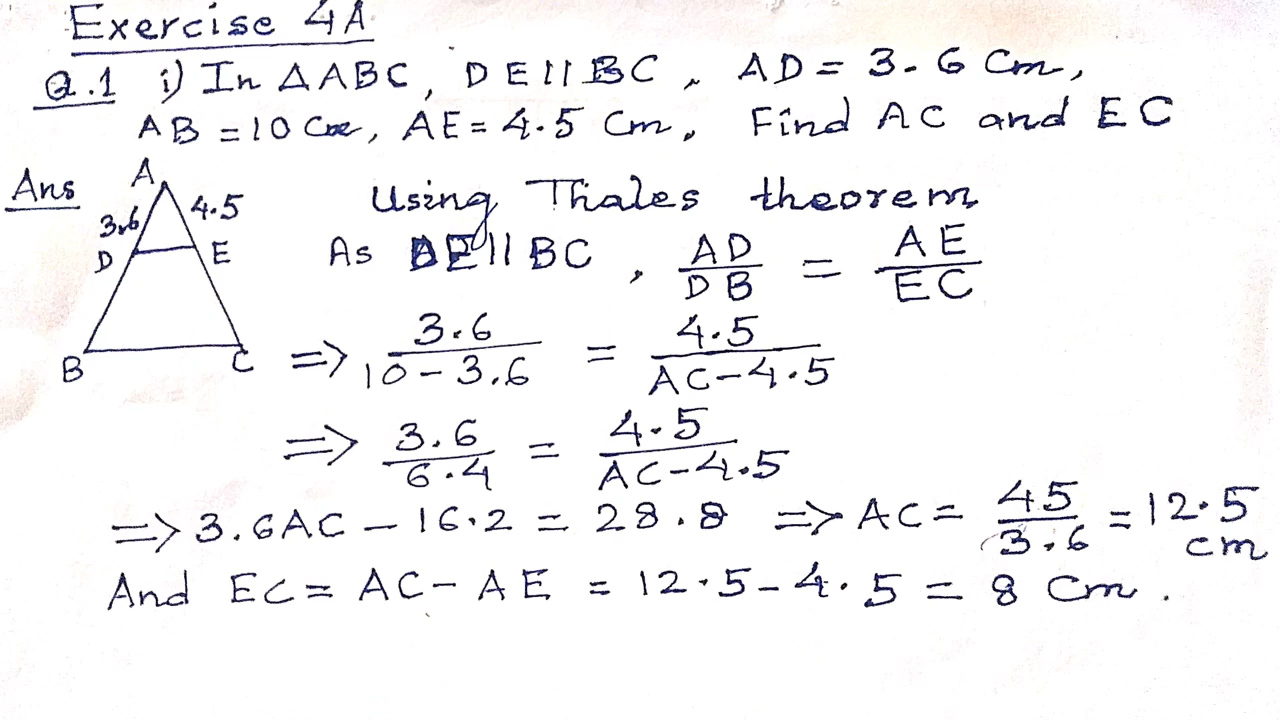 Exercise 4A
Q.1 i) In △ABC, DE || BC, AD = 3.6 Cm,
AB = 10 Cm, AE = 4.5 Cm, Find AC and EC
Ans
A
3.6 4.5
D E
B C
Using Thales theorem
As DE || BC, AD/DB = AE/EC
=> 3.6/(10 - 3.6) = 4.5/(AC - 4.5)
=> 3.6/6.4 = 4.5/(AC - 4.5)
=> 3.6AC - 16.2 = 28.8 => AC = 45/3.6 = 12.5 cm
And EC = AC - AE = 12.5 - 4.5 = 8 Cm.